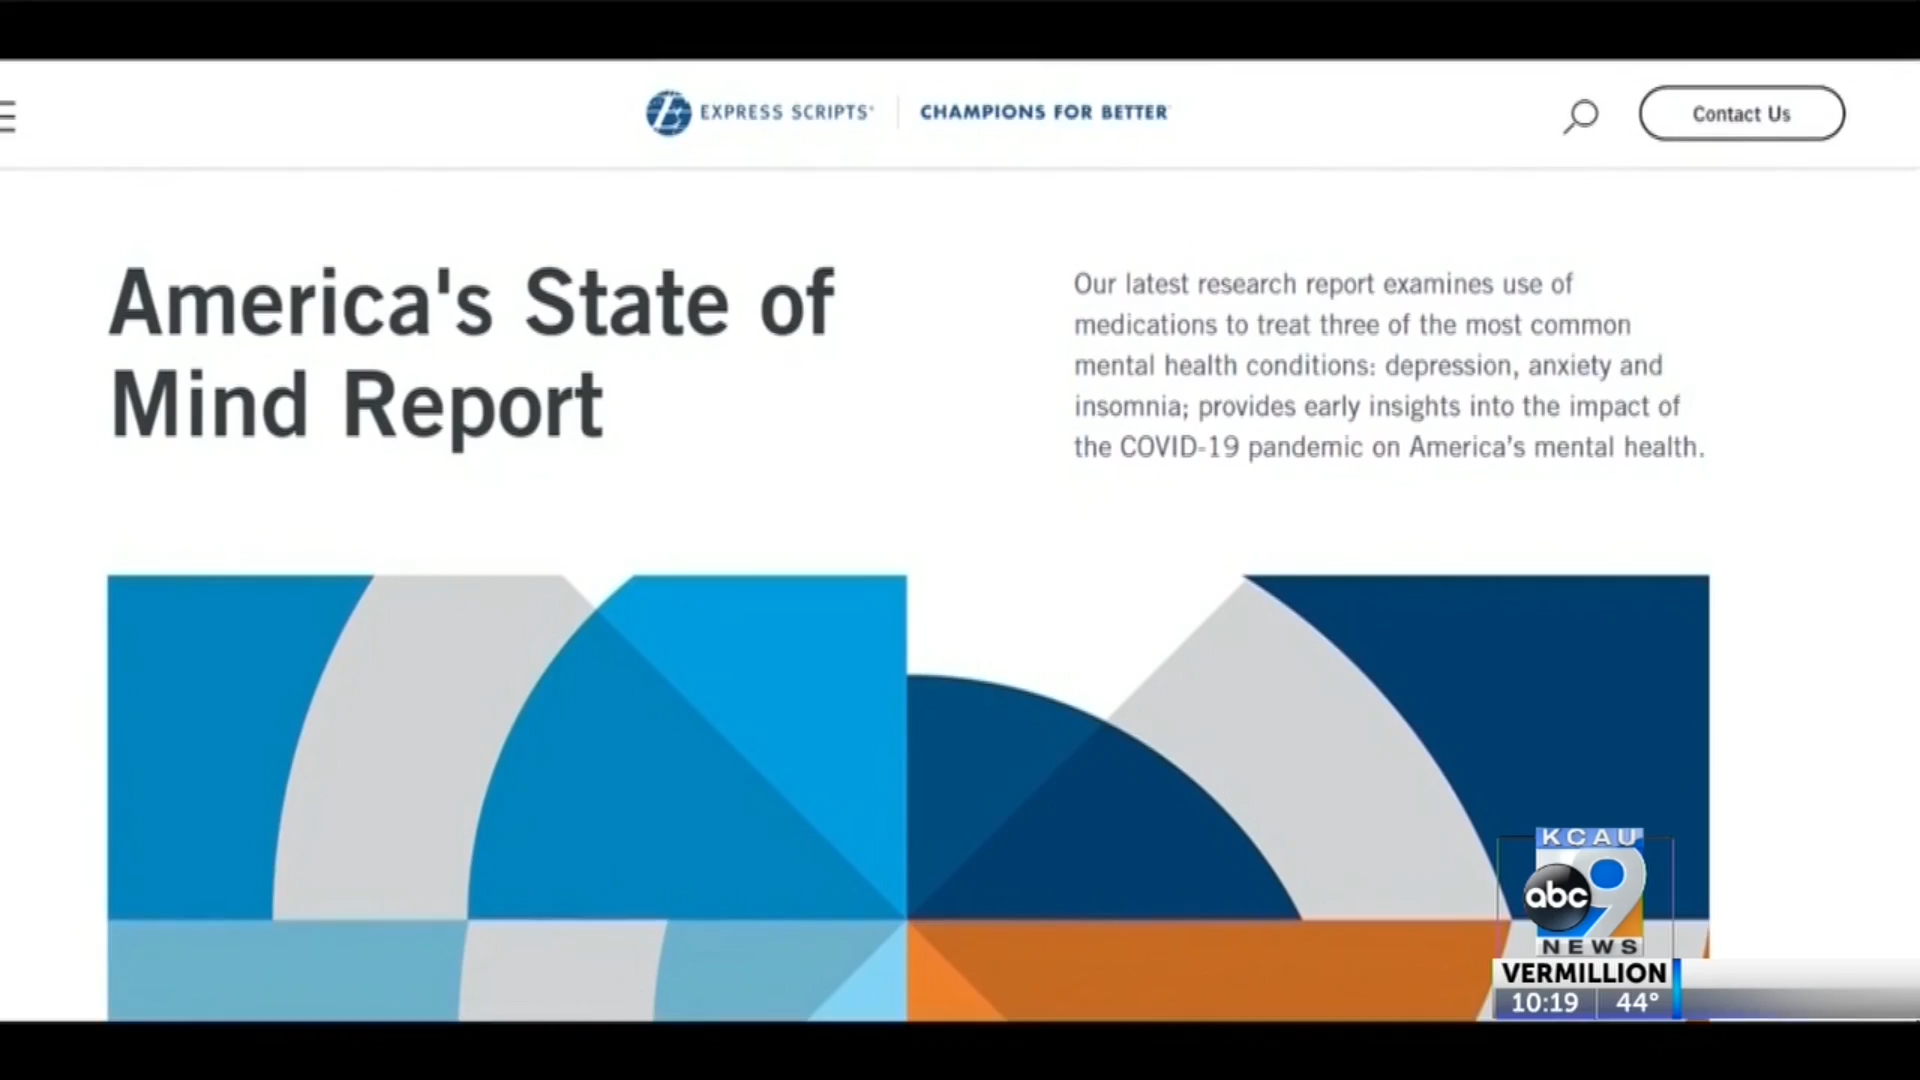 EXPRESS SCRIPTS
CHAMPIONS FOR BETTER
Contact Us
America's State of
Mind Report
Our latest research report examines use of
medications to treat three of the most common
mental health conditions: depression, anxiety and
insomnia; provides early insights into the impact of
the COVID-19 pandemic on America's mental health.
KCAU
abc 9
NEWS
VERMILLION
10:19 44°